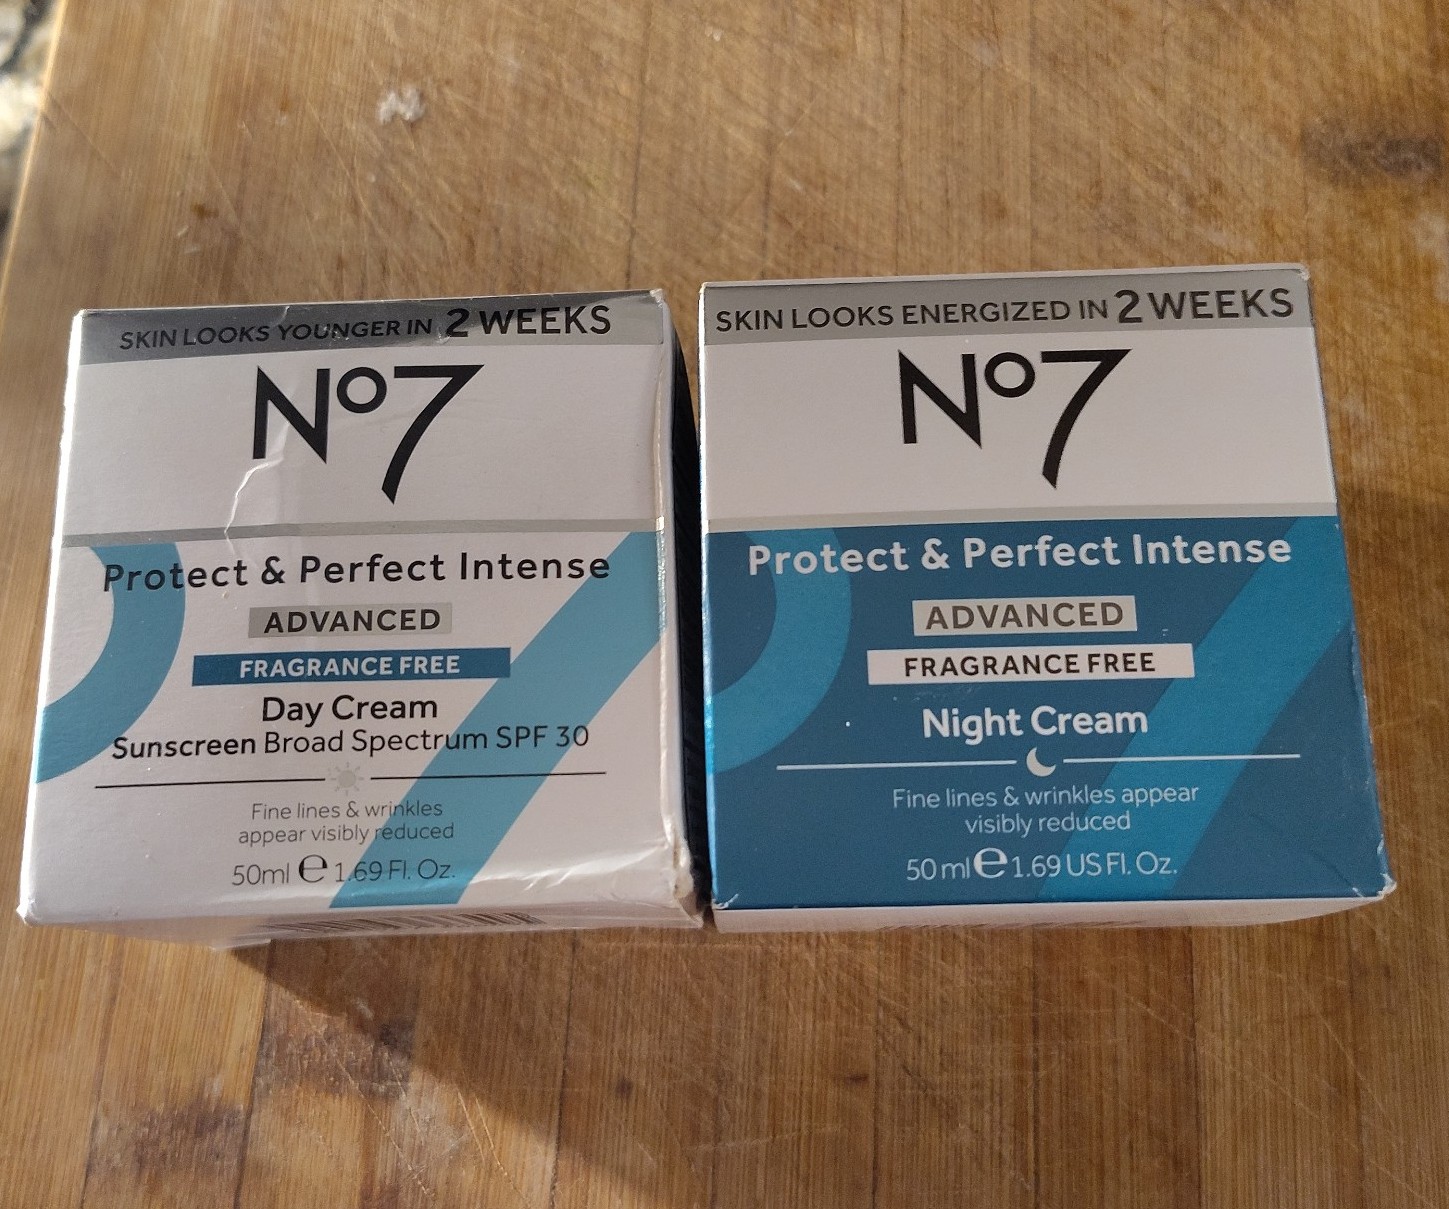 SKIN LOOKS YOUNGER IN 2 WEEKS
No7
Protect & Perfect Intense
ADVANCED
FRAGRANCE FREE
Day Cream
Sunscreen Broad Spectrum SPF 30
Fine lines & wrinkles
appear visibly reduced
50ml e 1.69 Fl. Oz.
SKIN LOOKS ENERGIZED IN 2 WEEKS
No7
Protect & Perfect Intense
ADVANCED
FRAGRANCE FREE
Night Cream
Fine lines & wrinkles appear
visibly reduced
50 ml e 1.69 US Fl. Oz.